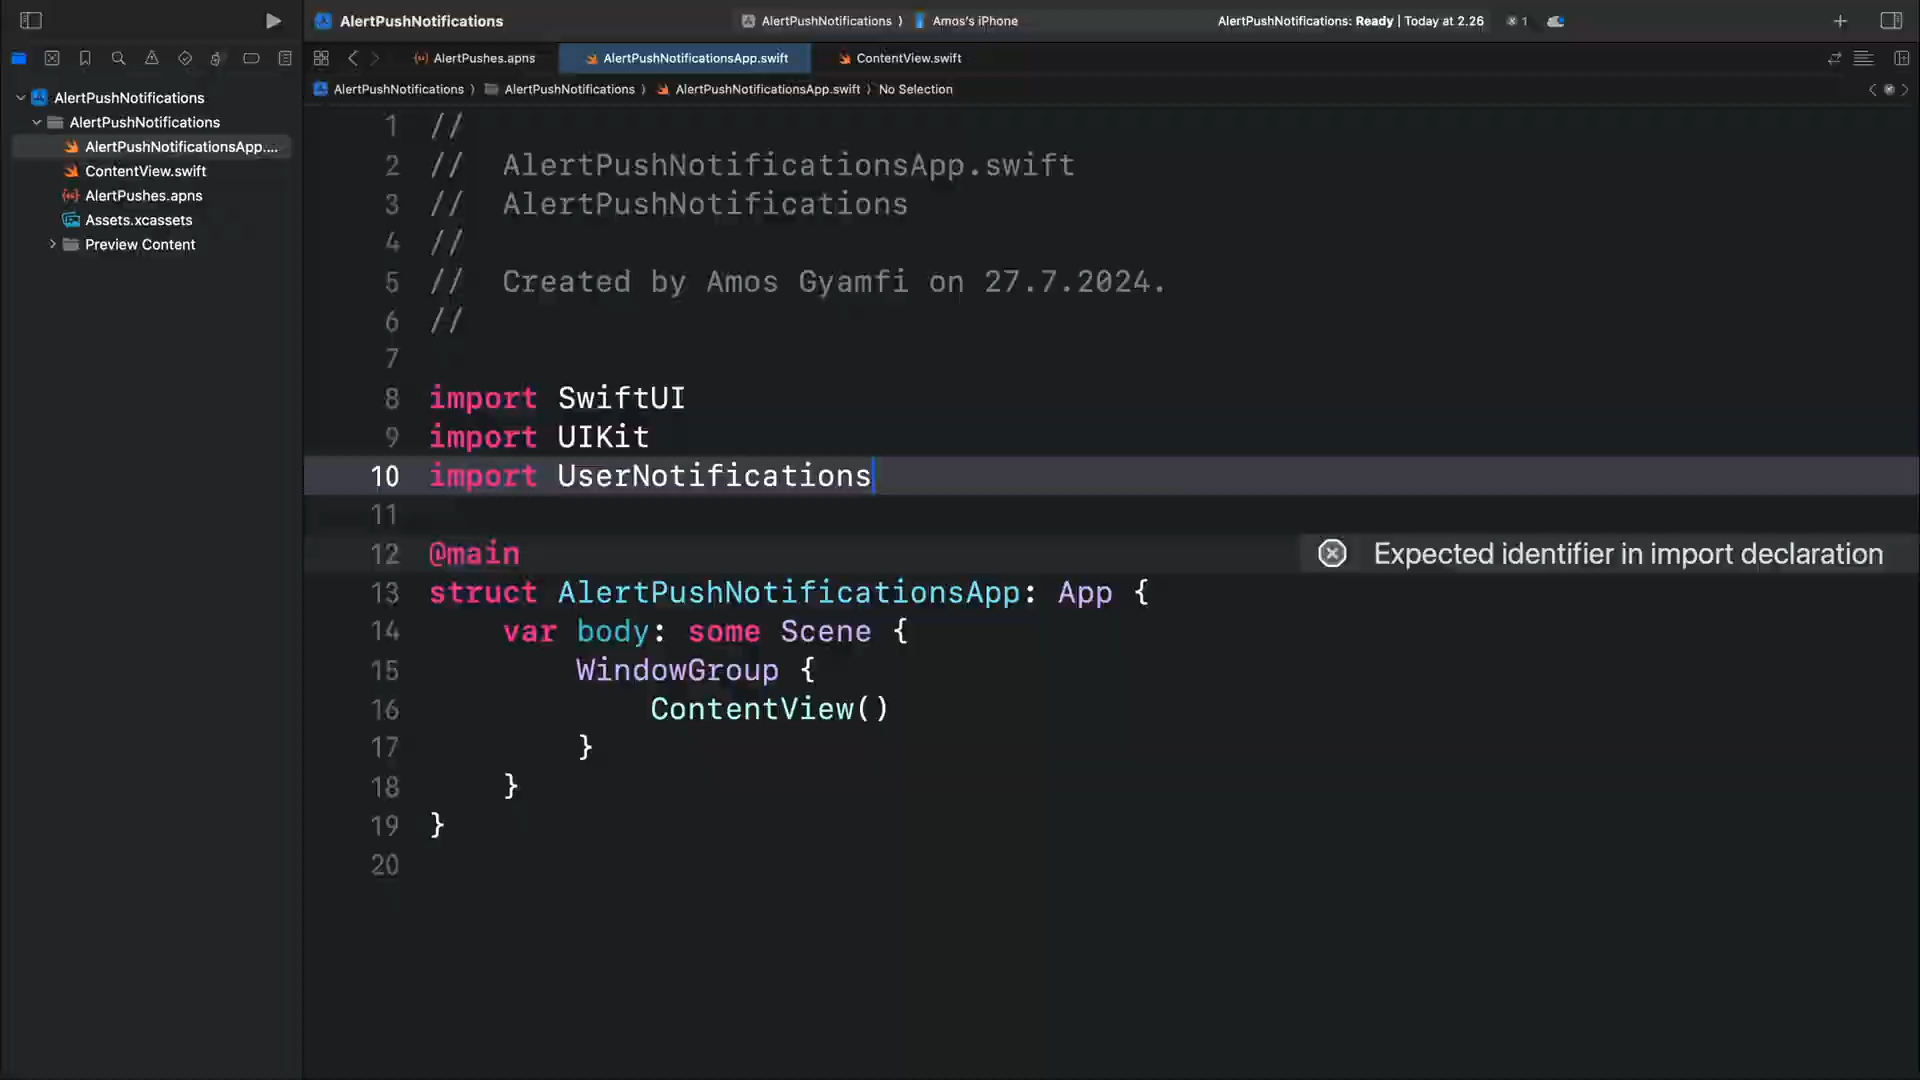 AlertPushNotifications
AlertPushNotifications 〉 Amos's iPhone
AlertPushNotifications: Ready | Today at 2.26
1
AlertPushes.apns
AlertPushNotificationsApp.swift
ContentView.swift
AlertPushNotifications 〉 AlertPushNotifications 〉 AlertPushNotificationsApp.swift 〉 No Selection
AlertPushNotifications
AlertPushNotifications
AlertPushNotificationsApp....
ContentView.swift
AlertPushes.apns
Assets.xcassets
Preview Content
1 //
2 //  AlertPushNotificationsApp.swift
3 //  AlertPushNotifications
4 //
5 //  Created by Amos Gyamfi on 27.7.2024.
6 //
7
8 import SwiftUI
9 import UIKit
10 import UserNotifications
11
12 @main
Expected identifier in import declaration
13 struct AlertPushNotificationsApp: App {
14     var body: some Scene {
15         WindowGroup {
16             ContentView()
17         }
18     }
19 }
20